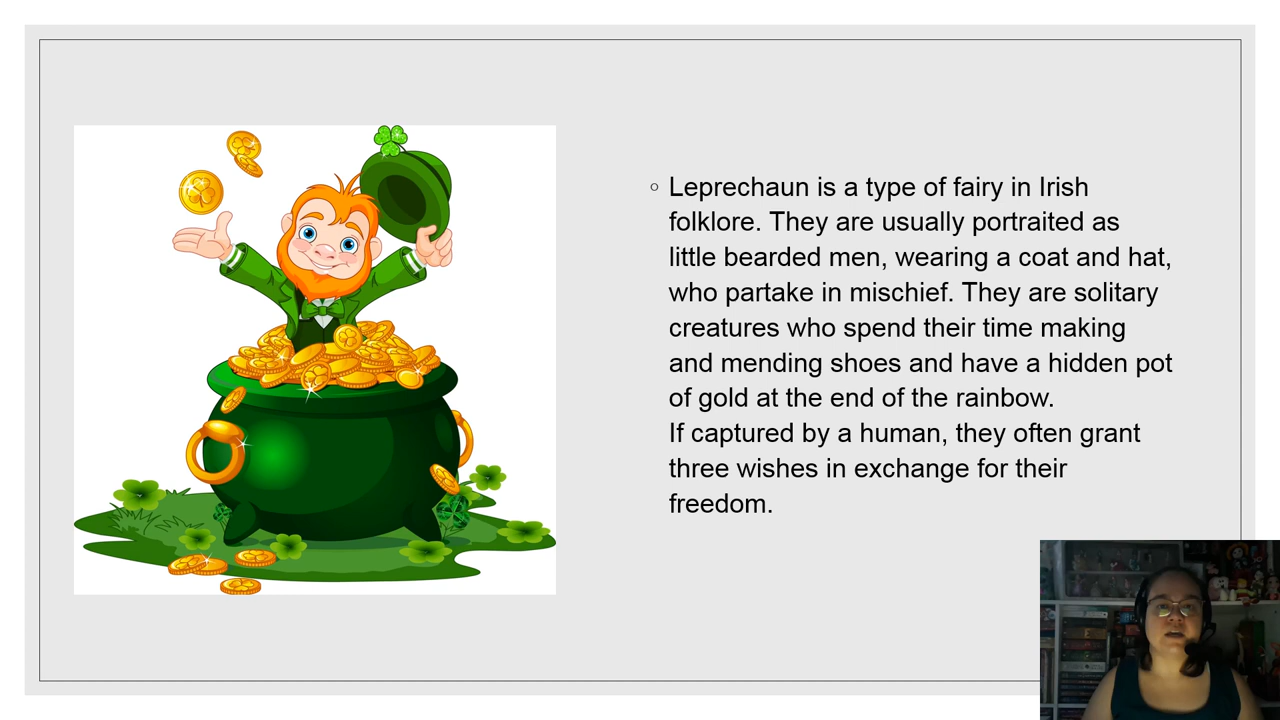 Leprechaun is a type of fairy in Irish
folklore. They are usually portraited as
little bearded men, wearing a coat and hat,
who partake in mischief. They are solitary
creatures who spend their time making
and mending shoes and have a hidden pot
of gold at the end of the rainbow.
If captured by a human, they often grant
three wishes in exchange for their
freedom.